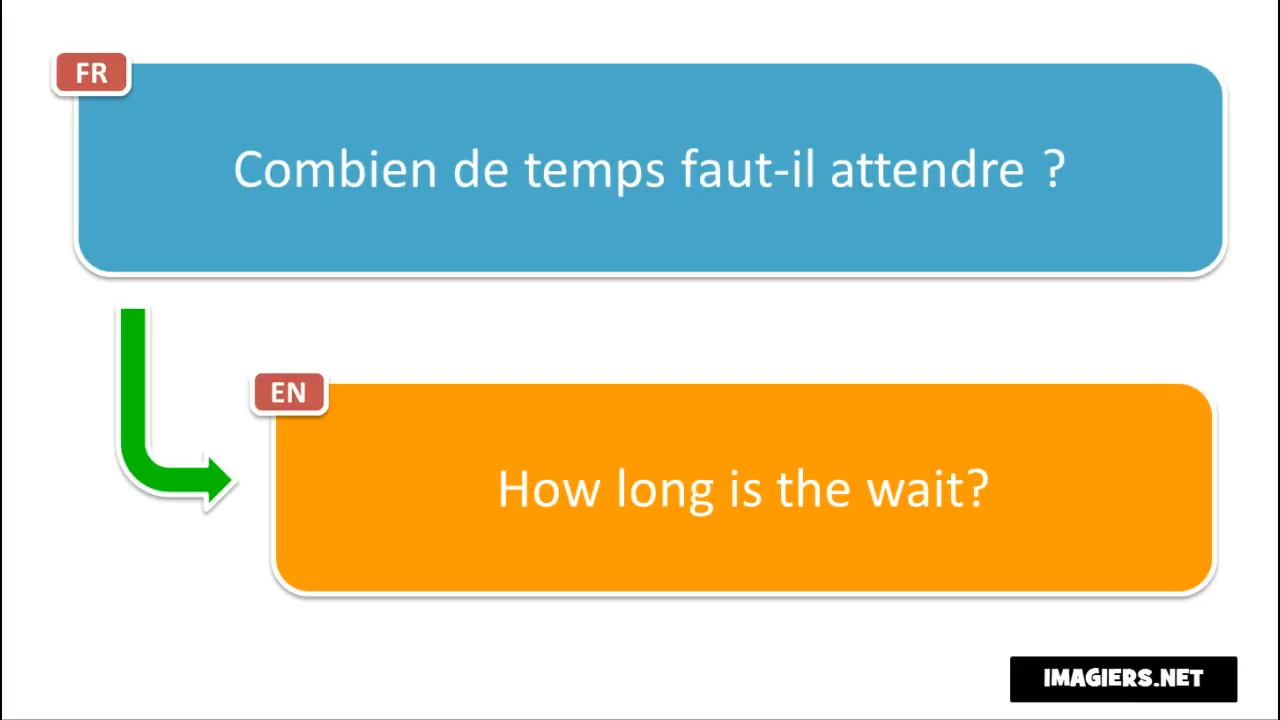 FR
Combien de temps faut-il attendre ?
EN
How long is the wait?
IMAGIERS.NET